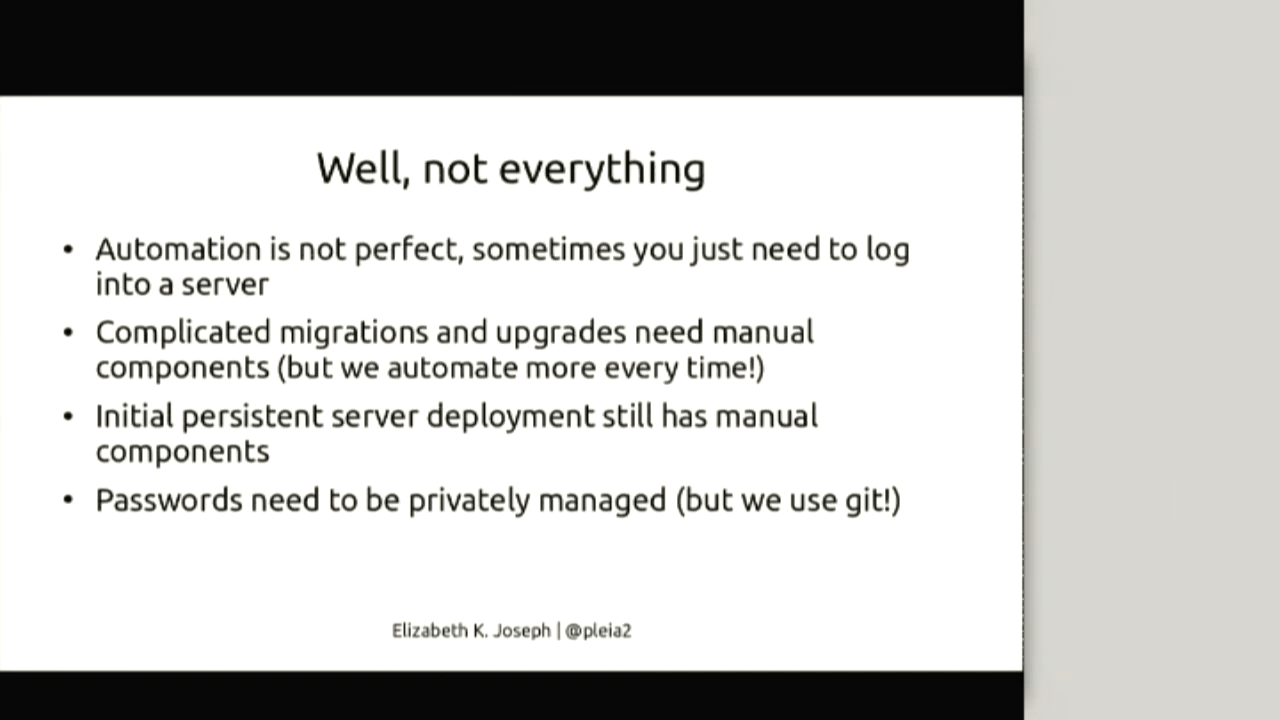 Well, not everything
• Automation is not perfect, sometimes you just need to log
into a server
• Complicated migrations and upgrades need manual
components (but we automate more every time!)
• Initial persistent server deployment still has manual
components
• Passwords need to be privately managed (but we use git!)
Elizabeth K. Joseph | @pleia2